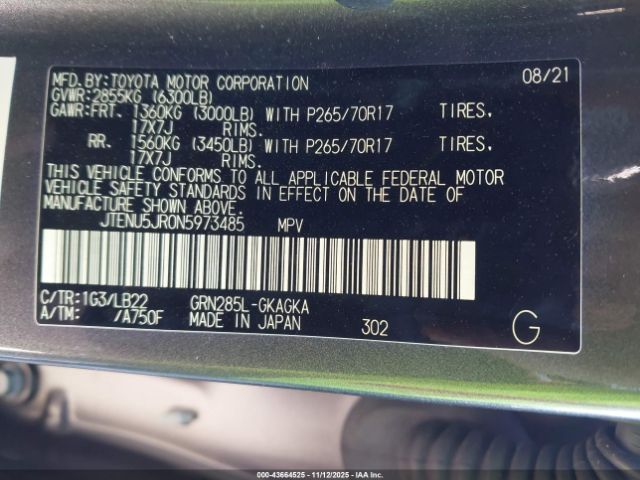 MFD.BY:TOYOTA MOTOR CORPORATION 08/21
GVWR:2855KG (6300LB)
GAWR:FRT. 1360KG (3000LB) WITH P265/70R17 TIRES,
17X7J RIMS.
RR. 1560KG (3450LB) WITH P265/70R17 TIRES,
17X7J RIMS.
THIS VEHICLE CONFORMS TO ALL APPLICABLE FEDERAL MOTOR
VEHICLE SAFETY STANDARDS IN EFFECT ON THE DATE OF
MANUFACTURE SHOWN ABOVE.
JTENU5JR0N5973485 MPV
C/TR:1G3/LB22 GRN285L-GKAGKA
A/TM: /A750F MADE IN JAPAN 302 G
000-43664525 - 11/12/2025 - IAAI, Inc.